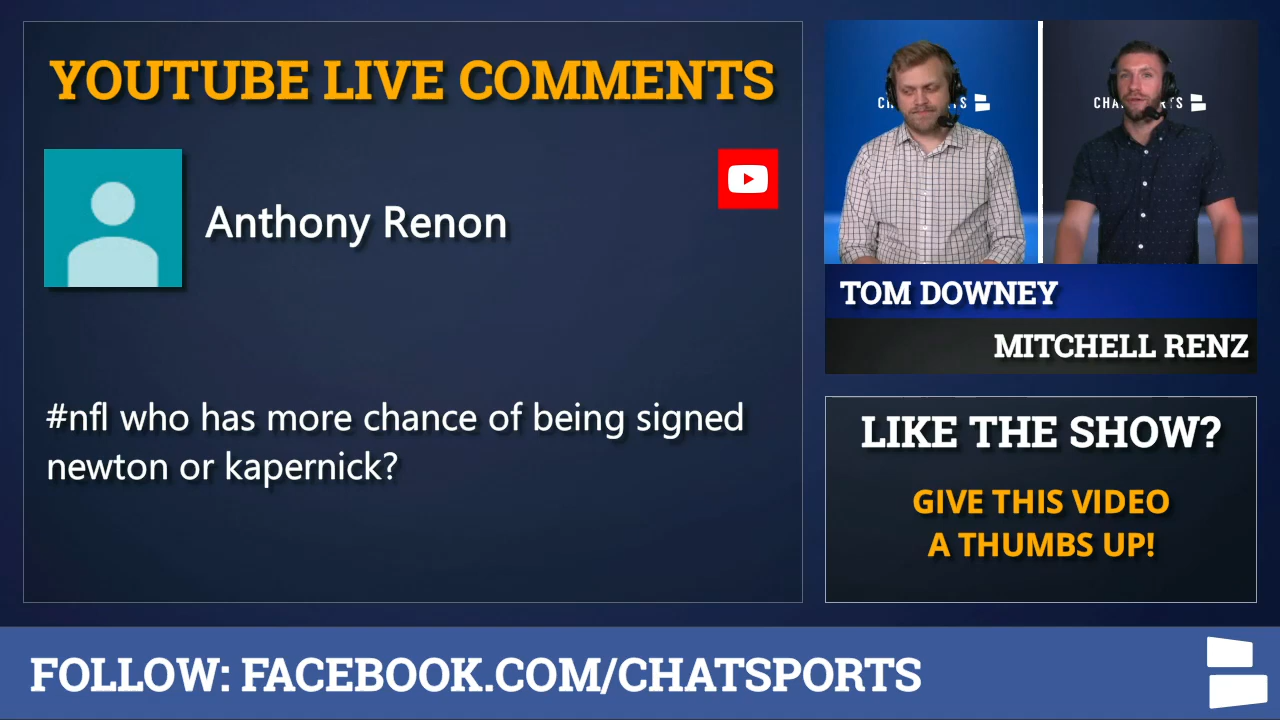 YOUTUBE LIVE COMMENTS
Anthony Renon
#nfl who has more chance of being signed
newton or kapernick?
TOM DOWNEY
MITCHELL RENZ
LIKE THE SHOW?
GIVE THIS VIDEO
A THUMBS UP!
FOLLOW: FACEBOOK.COM/CHATSPORTS